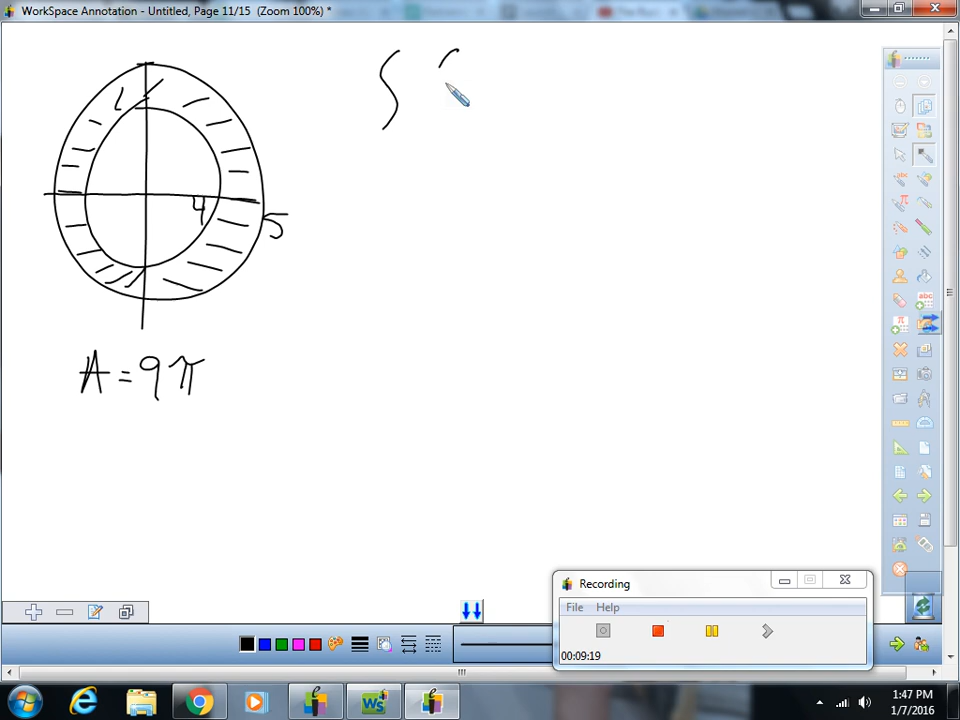 WorkSpace Annotation - Untitled, Page 11/15 (Zoom 100%) *
4
5
A = 9π
∫
Recording
File Help
00:09:19
1:47 PM
1/7/2016